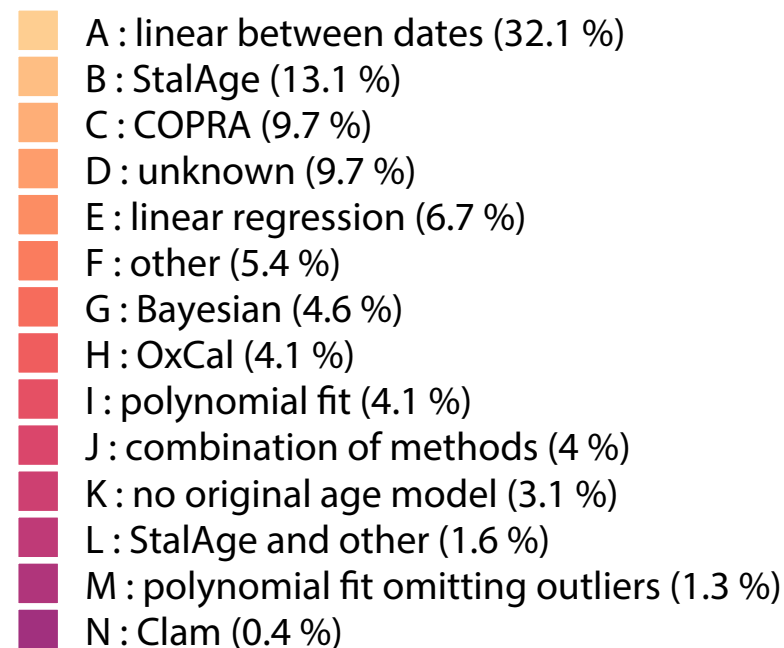 A : linear between dates (32.1 %)
B : StalAge (13.1 %)
C : COPRA (9.7 %)
D : unknown (9.7 %)
E : linear regression (6.7 %)
F : other (5.4 %)
G : Bayesian (4.6 %)
H : OxCal (4.1 %)
I : polynomial fit (4.1 %)
J : combination of methods (4 %)
K : no original age model (3.1 %)
L : StalAge and other (1.6 %)
M : polynomial fit omitting outliers (1.3 %)
N : Clam (0.4 %)